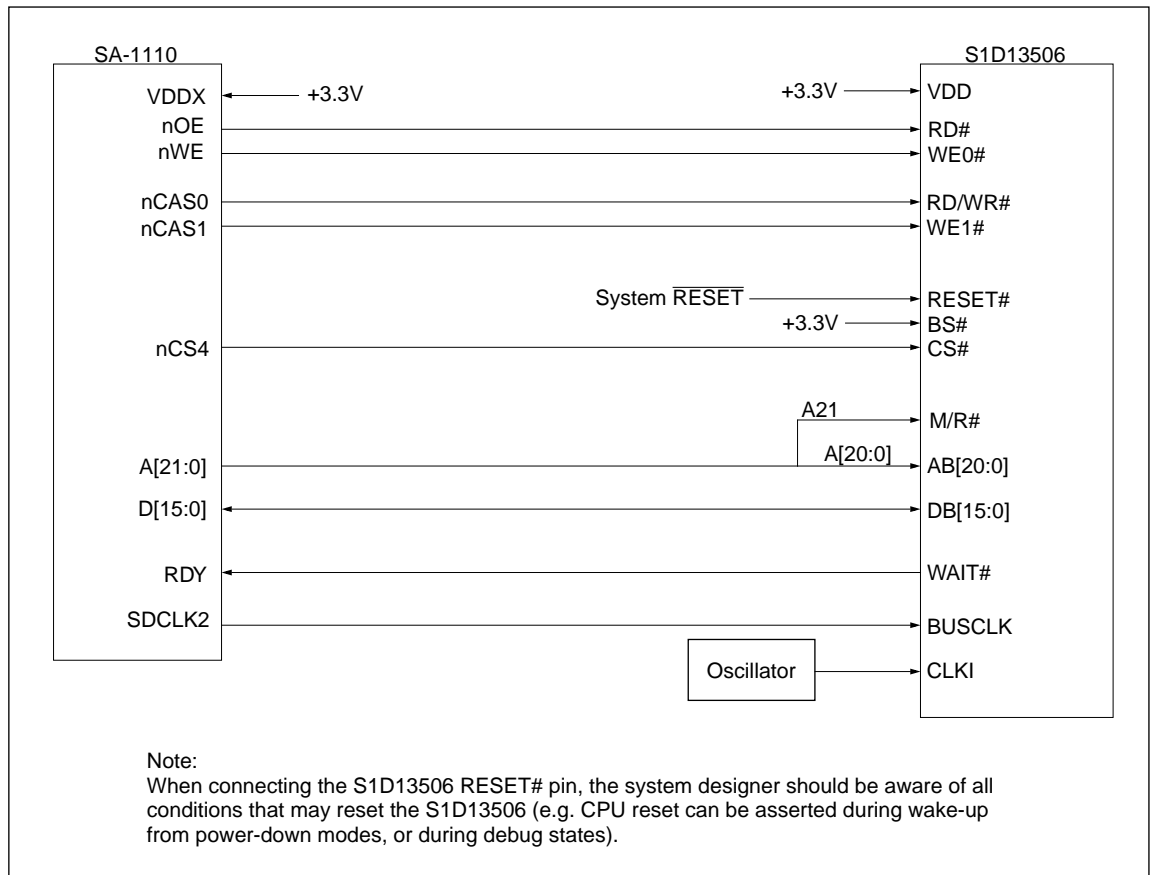 SA-1110
S1D13506
VDDX
+3.3V
+3.3V
VDD
nOE
RD#
nWE
WE0#
nCAS0
RD/WR#
nCAS1
WE1#
System RESET
RESET#
+3.3V
BS#
nCS4
CS#
A21
M/R#
A[21:0]
A[20:0]
AB[20:0]
D[15:0]
DB[15:0]
RDY
WAIT#
SDCLK2
BUSCLK
Oscillator
CLKI
Note:
When connecting the S1D13506 RESET# pin, the system designer should be aware of all
conditions that may reset the S1D13506 (e.g. CPU reset can be asserted during wake-up
from power-down modes, or during debug states).